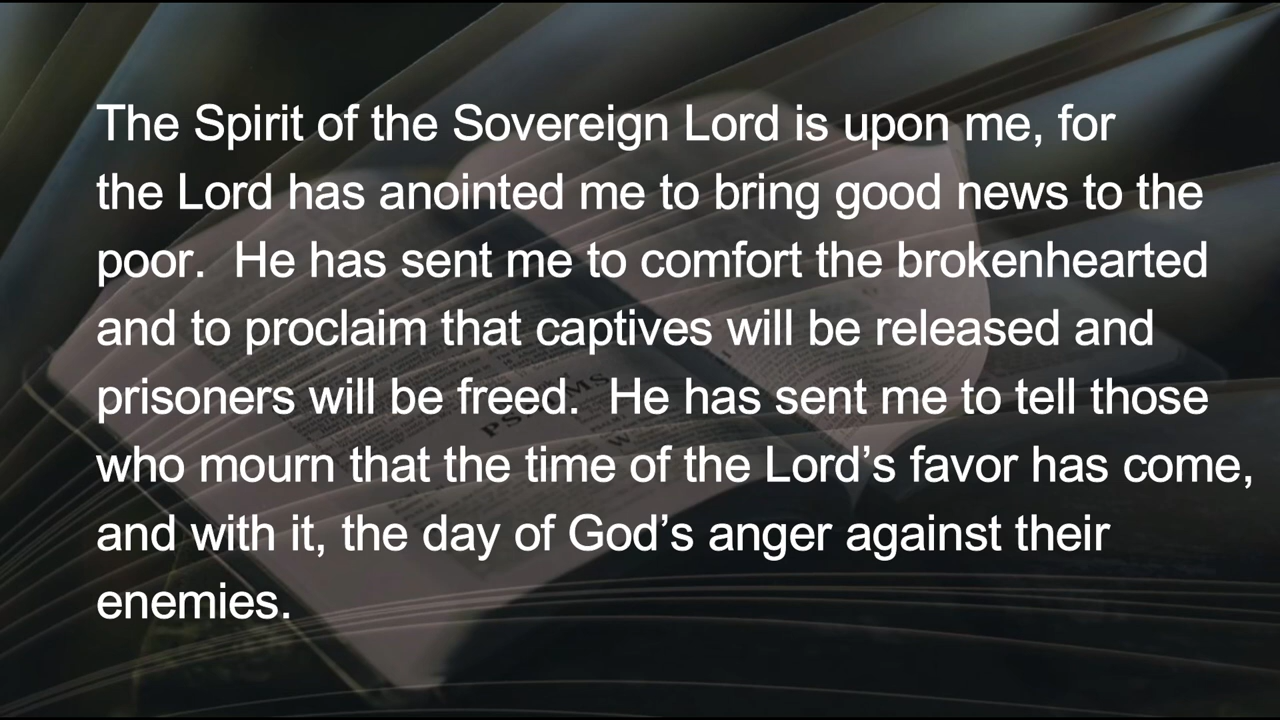 The Spirit of the Sovereign Lord is upon me, for
the Lord has anointed me to bring good news to the
poor.  He has sent me to comfort the brokenhearted
and to proclaim that captives will be released and
prisoners will be freed.  He has sent me to tell those
who mourn that the time of the Lord’s favor has come,
and with it, the day of God’s anger against their
enemies.
PSALMS